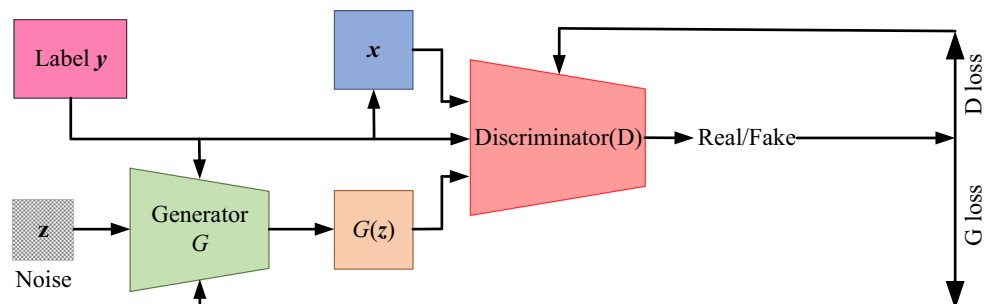 Label y
x
Discriminator(D)
Real/Fake
D loss
G loss
z
Noise
Generator
G
G(z)